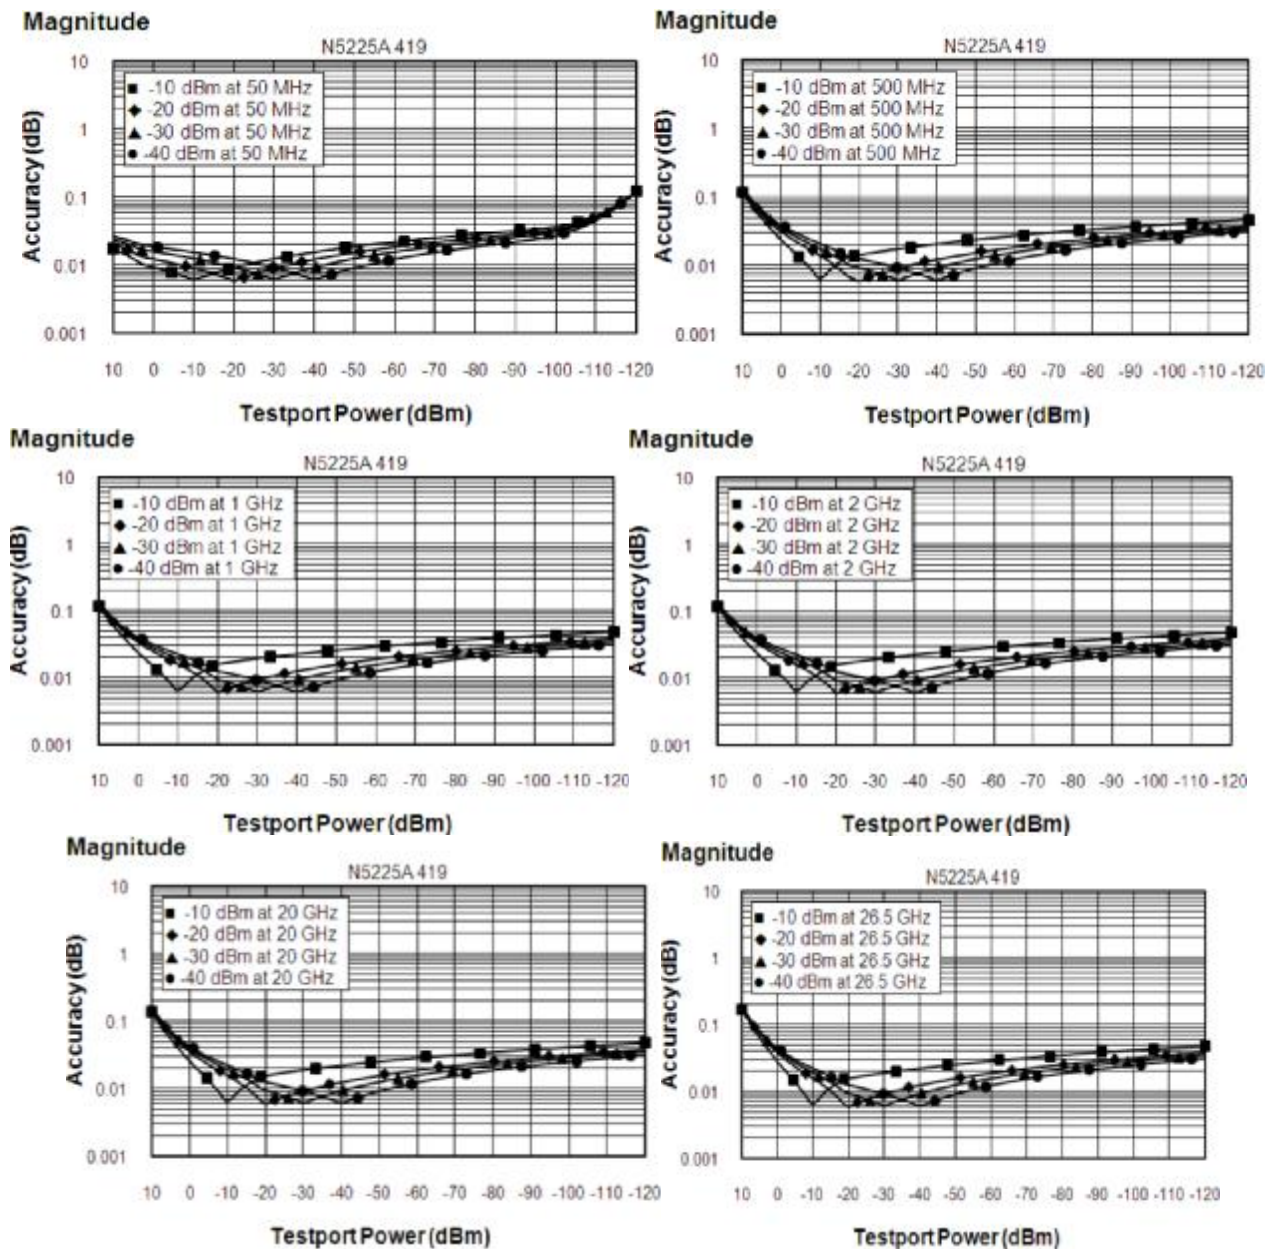 Magnitude
N5225A 419
10
1
0.1
0.01
0.001
Accuracy (dB)
-10 dBm at 50 MHz
-20 dBm at 50 MHz
-30 dBm at 50 MHz
-40 dBm at 50 MHz
10 0 -10 -20 -30 -40 -50 -60 -70 -80 -90 -100 -110 -120
Testport Power (dBm)
Magnitude
N5225A 419
10
1
0.1
0.01
0.001
Accuracy (dB)
-10 dBm at 500 MHz
-20 dBm at 500 MHz
-30 dBm at 500 MHz
-40 dBm at 500 MHz
10 0 -10 -20 -30 -40 -50 -60 -70 -80 -90 -100 -110 -120
Testport Power (dBm)
Magnitude
N5225A 419
10
1
0.1
0.01
0.001
Accuracy (dB)
-10 dBm at 1 GHz
-20 dBm at 1 GHz
-30 dBm at 1 GHz
-40 dBm at 1 GHz
10 0 -10 -20 -30 -40 -50 -60 -70 -80 -90 -100 -110 -120
Testport Power (dBm)
Magnitude
N5225A 419
10
1
0.1
0.01
0.001
Accuracy (dB)
-10 dBm at 2 GHz
-20 dBm at 2 GHz
-30 dBm at 2 GHz
-40 dBm at 2 GHz
10 0 -10 -20 -30 -40 -50 -60 -70 -80 -90 -100 -110 -120
Testport Power (dBm)
Magnitude
N5225A 419
10
1
0.1
0.01
0.001
Accuracy (dB)
-10 dBm at 20 GHz
-20 dBm at 20 GHz
-30 dBm at 20 GHz
-40 dBm at 20 GHz
10 0 -10 -20 -30 -40 -50 -60 -70 -80 -90 -100 -110 -120
Testport Power (dBm)
Magnitude
N5225A 419
10
1
0.1
0.01
0.001
Accuracy (dB)
-10 dBm at 26.5 GHz
-20 dBm at 26.5 GHz
-30 dBm at 26.5 GHz
-40 dBm at 26.5 GHz
10 0 -10 -20 -30 -40 -50 -60 -70 -80 -90 -100 -110 -120
Testport Power (dBm)